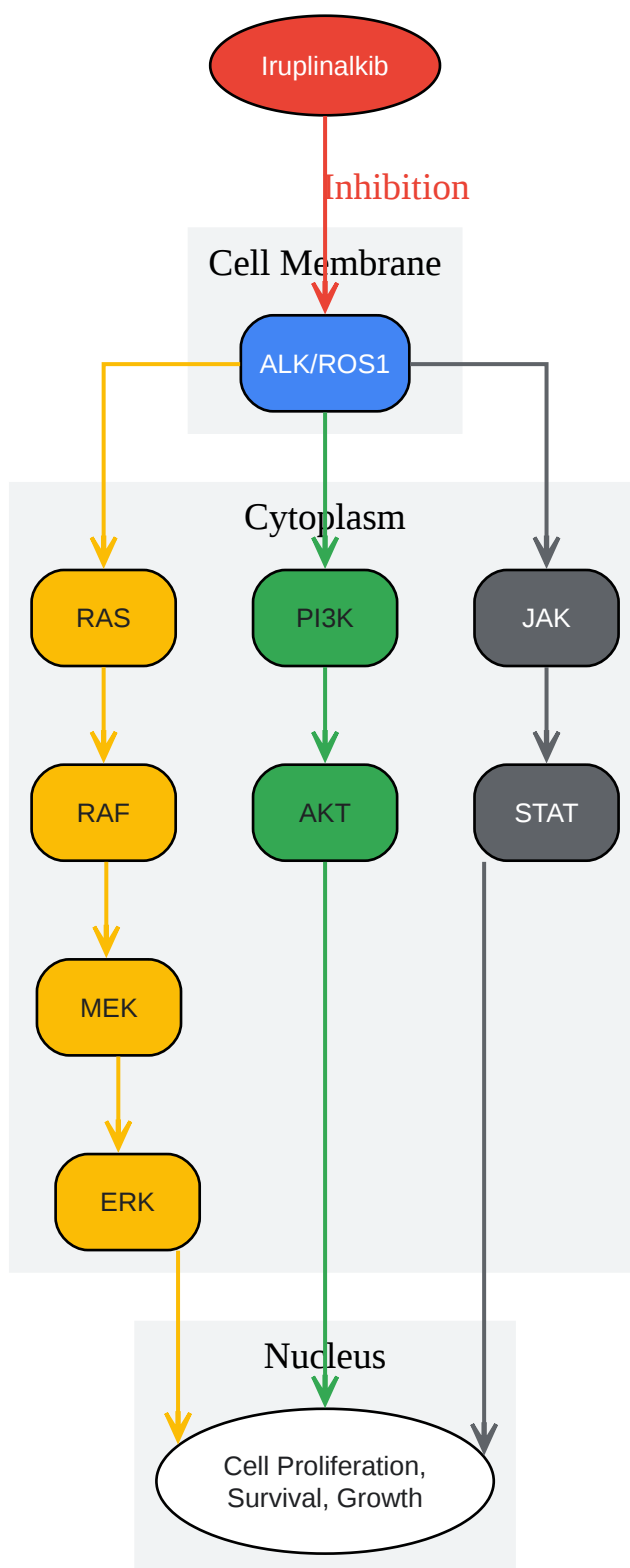 Iruplinalkib
Inhibition
Cell Membrane
ALK/ROS1
Cytoplasm
RAS
PI3K
JAK
RAF
AKT
STAT
MEK
ERK
Nucleus
Cell Proliferation,
Survival, Growth